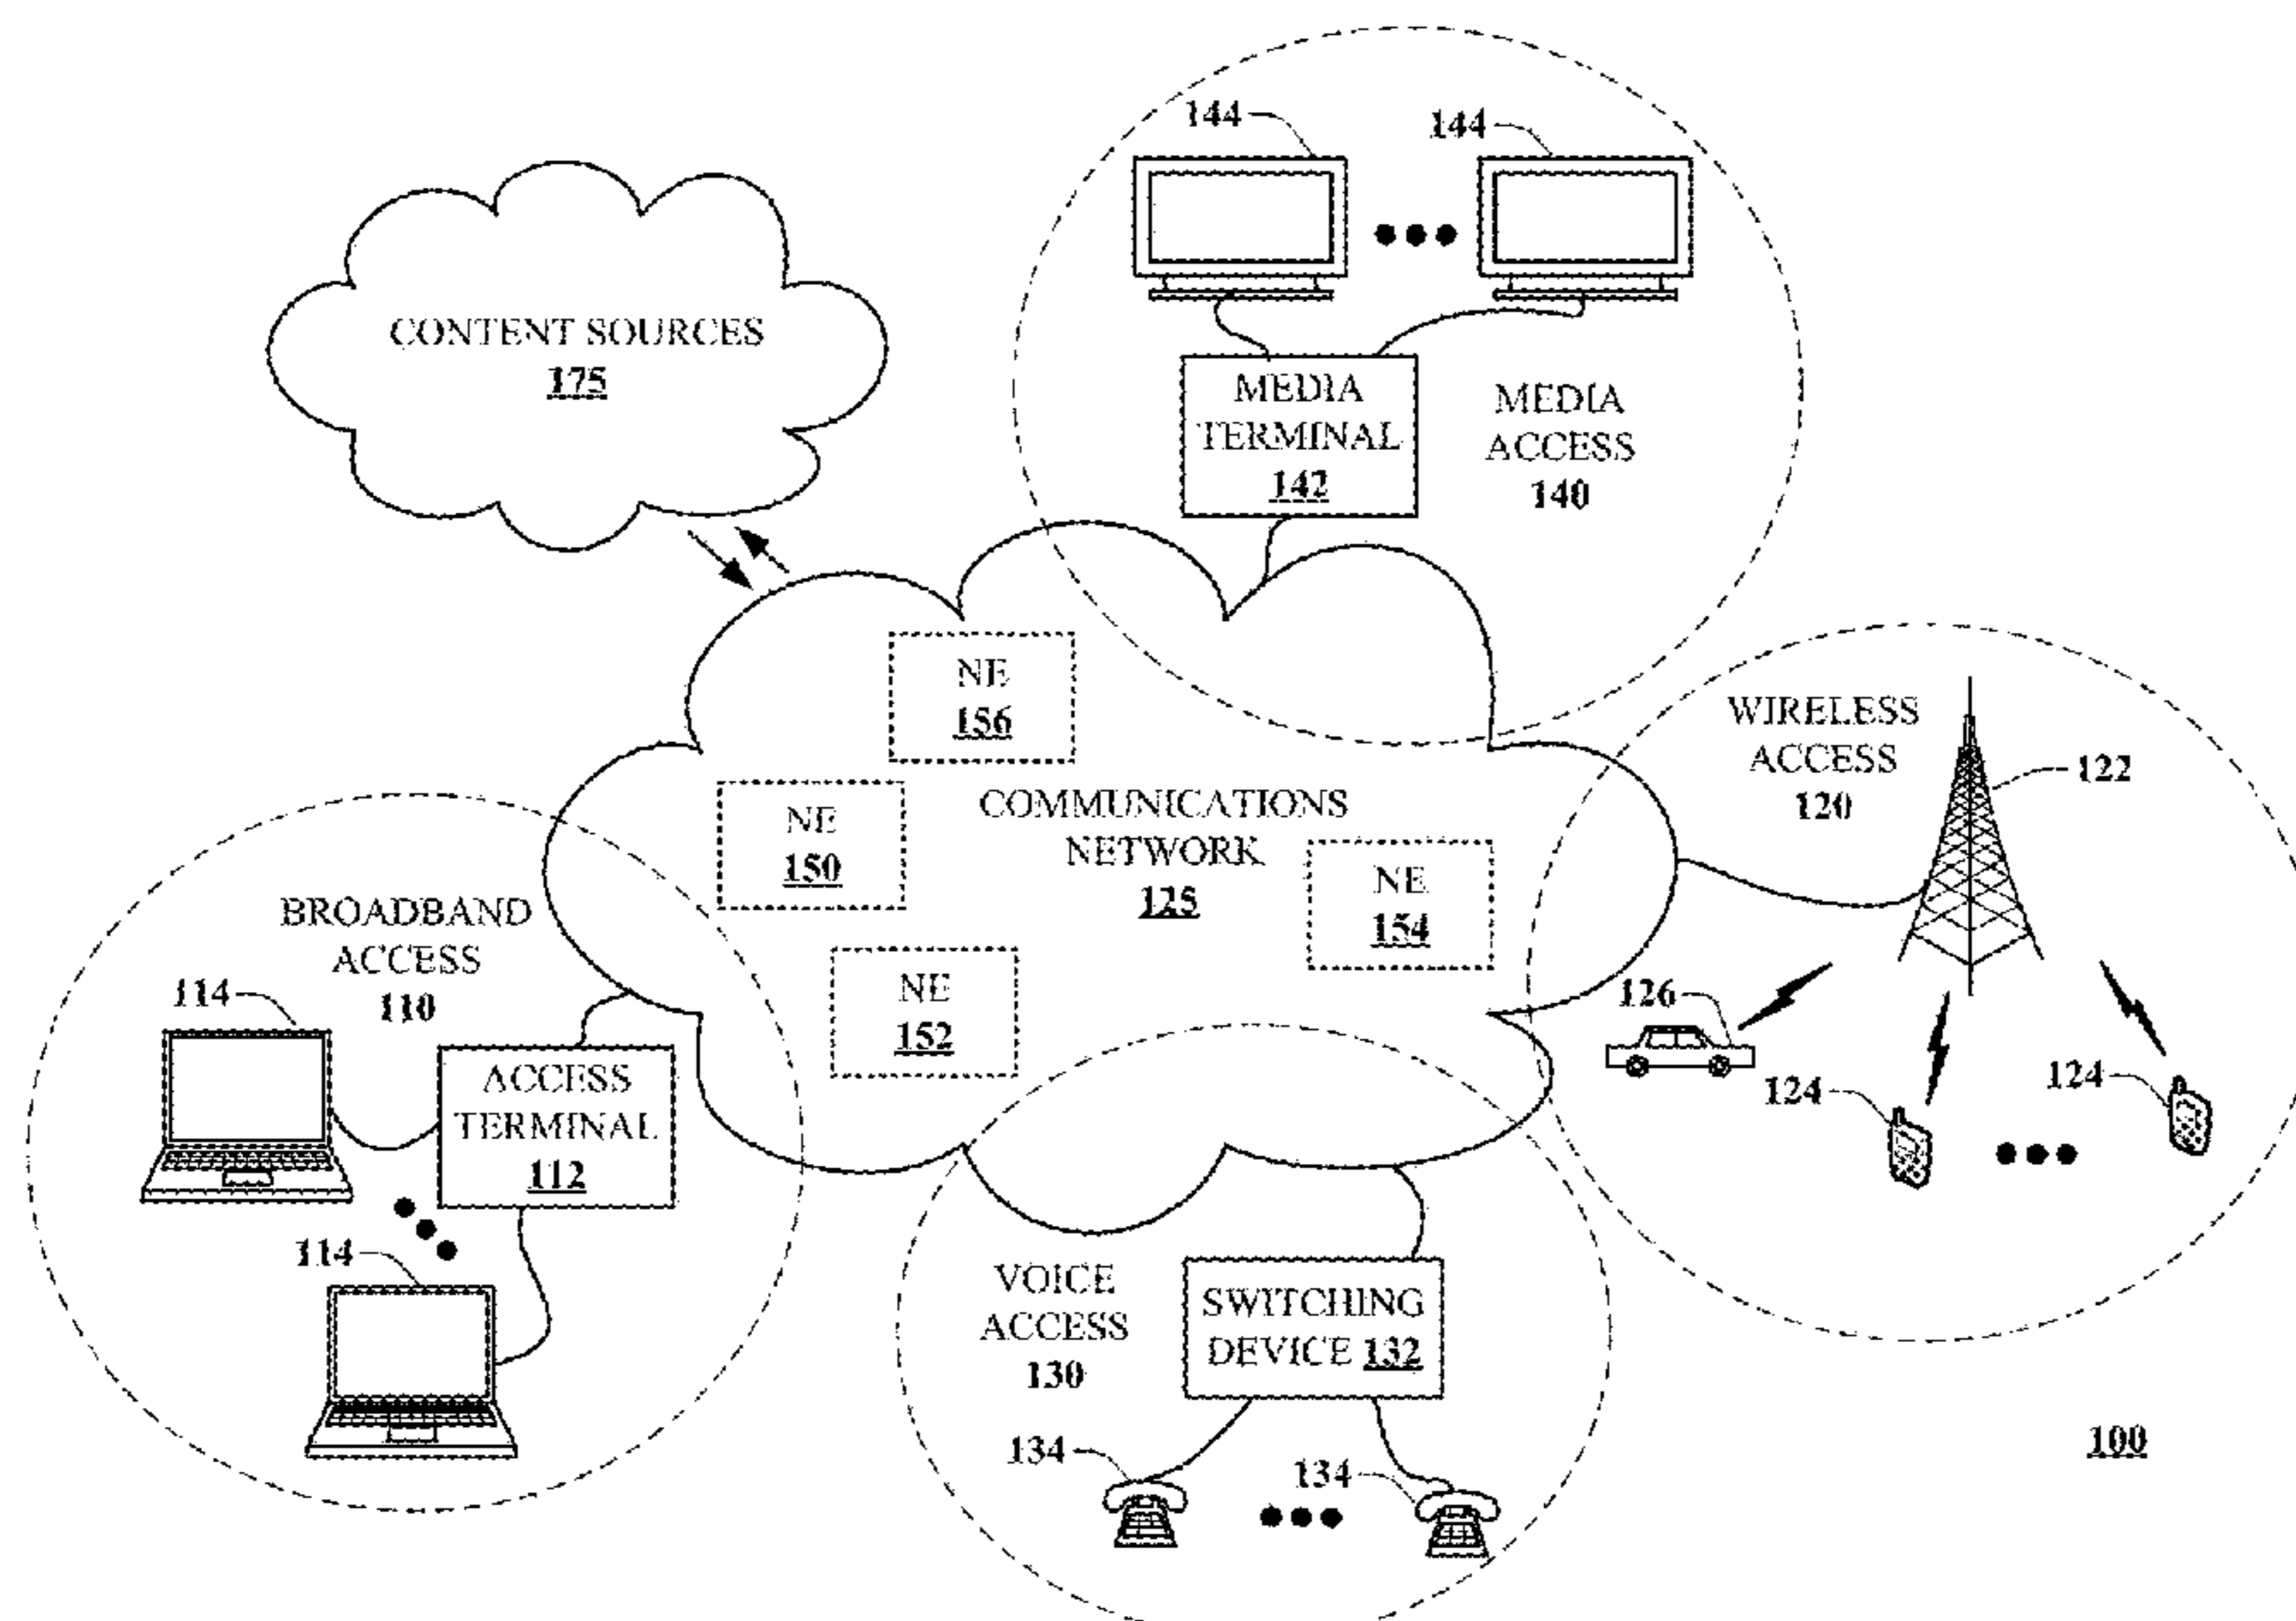 144
144
CONTENT SOURCES
175
MEDIA
TERMINAL
142
MEDIA
ACCESS
140
NE
156
WIRELESS
ACCESS
120
122
NE
150
COMMUNICATIONS
NETWORK
125
NE
154
BROADBAND
ACCESS
110
114
NE
152
126
124
124
ACCESS
TERMINAL
112
114
VOICE
ACCESS
130
SWITCHING
DEVICE 132
134
134
100